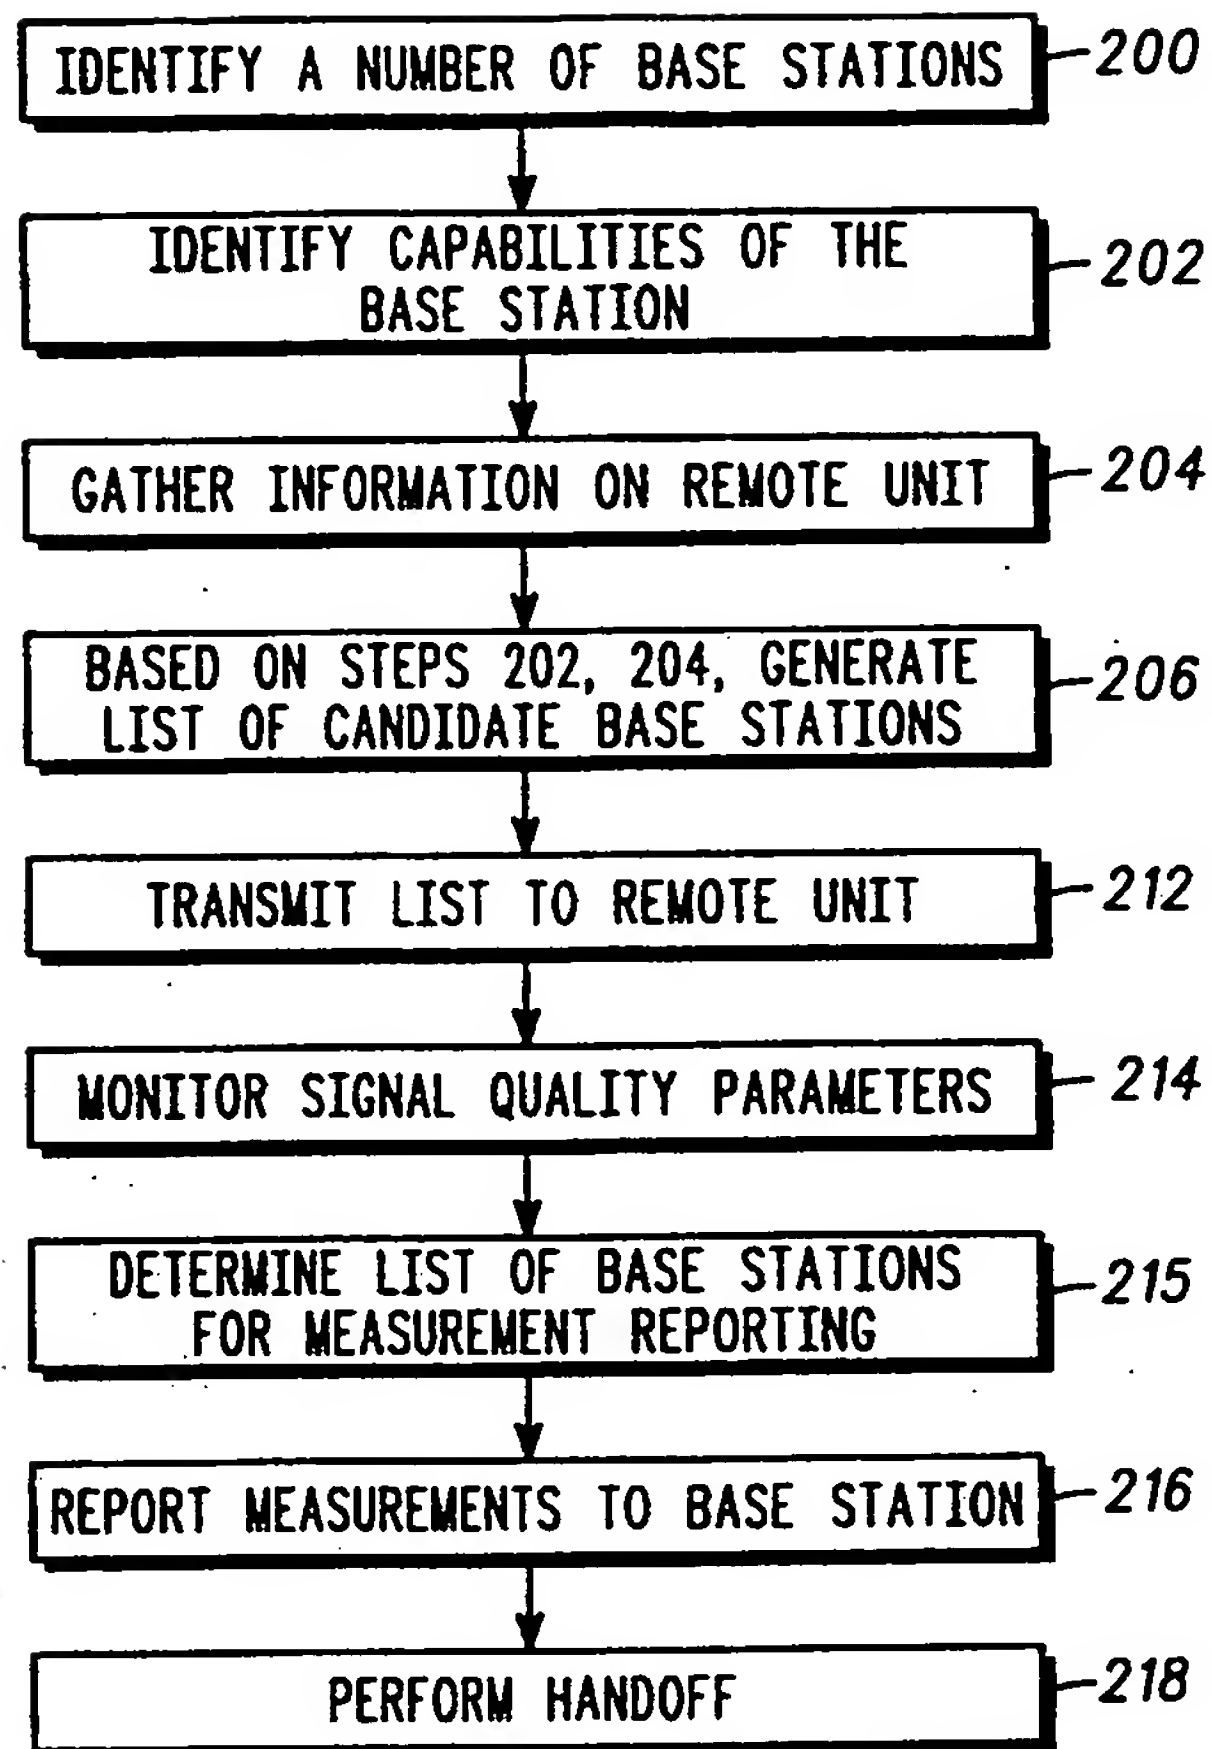 IDENTIFY A NUMBER OF BASE STATIONS
200
IDENTIFY CAPABILITIES OF THE
BASE STATION
202
GATHER INFORMATION ON REMOTE UNIT
204
BASED ON STEPS 202, 204, GENERATE
LIST OF CANDIDATE BASE STATIONS
206
TRANSMIT LIST TO REMOTE UNIT
212
MONITOR SIGNAL QUALITY PARAMETERS
214
DETERMINE LIST OF BASE STATIONS
FOR MEASUREMENT REPORTING
215
REPORT MEASUREMENTS TO BASE STATION
216
PERFORM HANDOFF
218